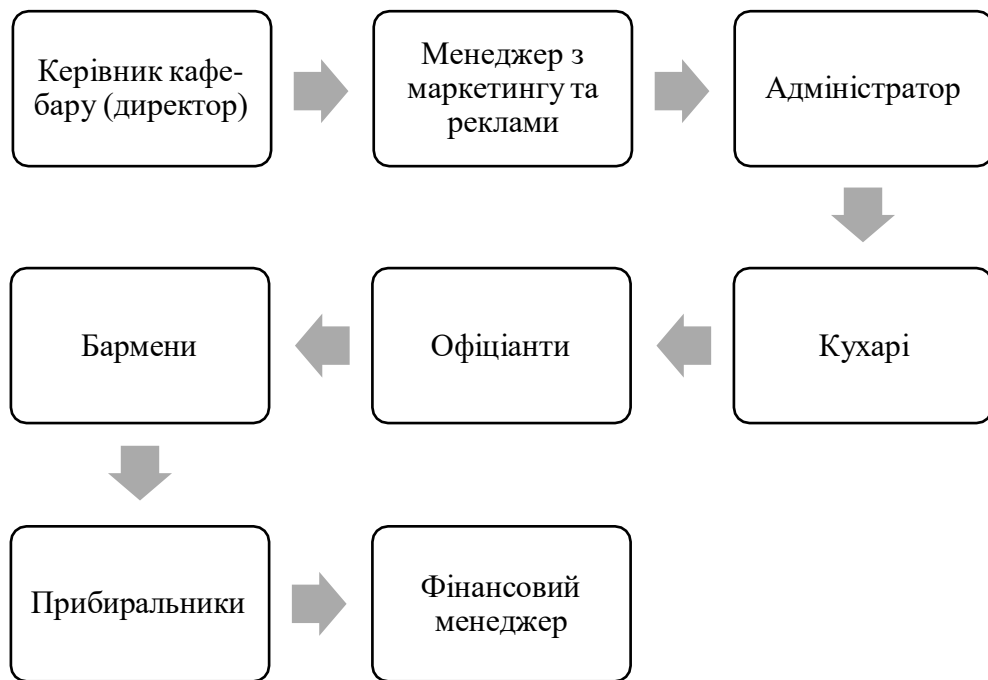 Керівник кафе-
бару (директор)
Менеджер з
маркетингу та
реклами
Адміністратор
Кухарі
Офіціанти
Бармени
Прибиральники
Фінансовий
менеджер